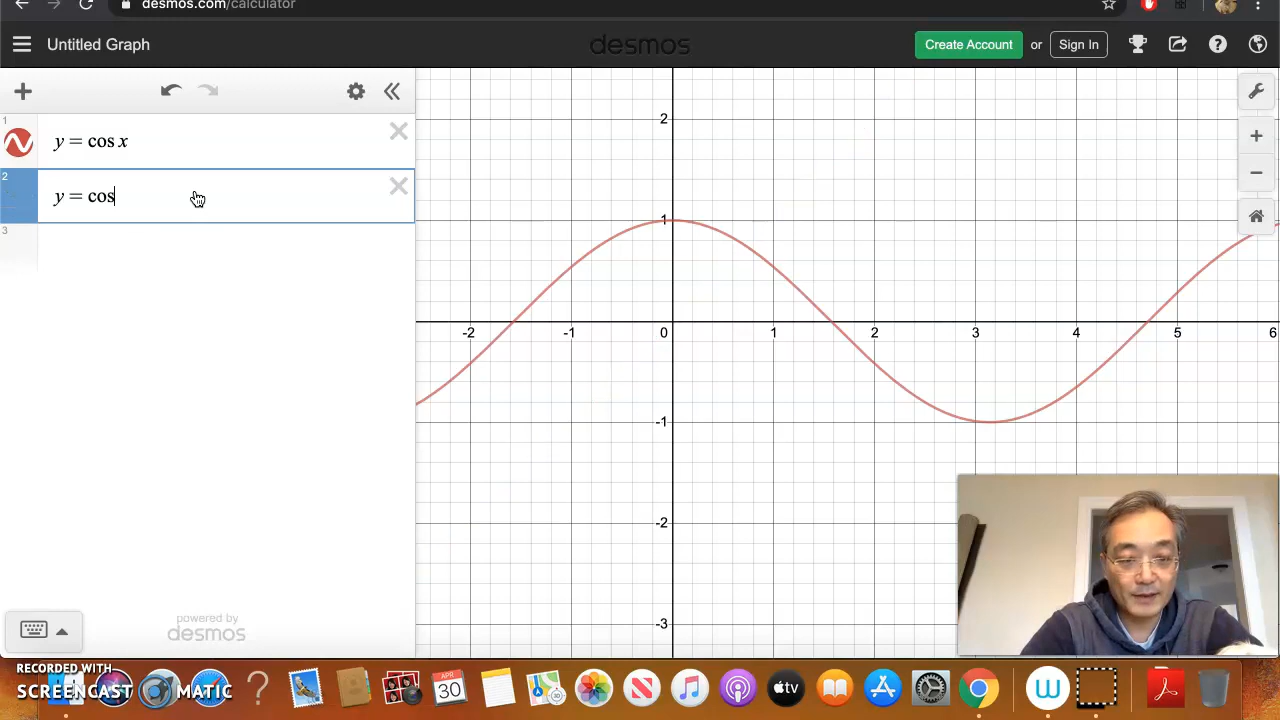 desmos.com/calculator
Untitled Graph
desmos
Create Account or Sign In
1
y = cos x
2
y = cos
3
2
1
-2 -1 0 1 2 3 4 5 6
-1
-2
-3
powered by
desmos
RECORDED WITH
SCREENCAST MATIC
APR
30
tv
W